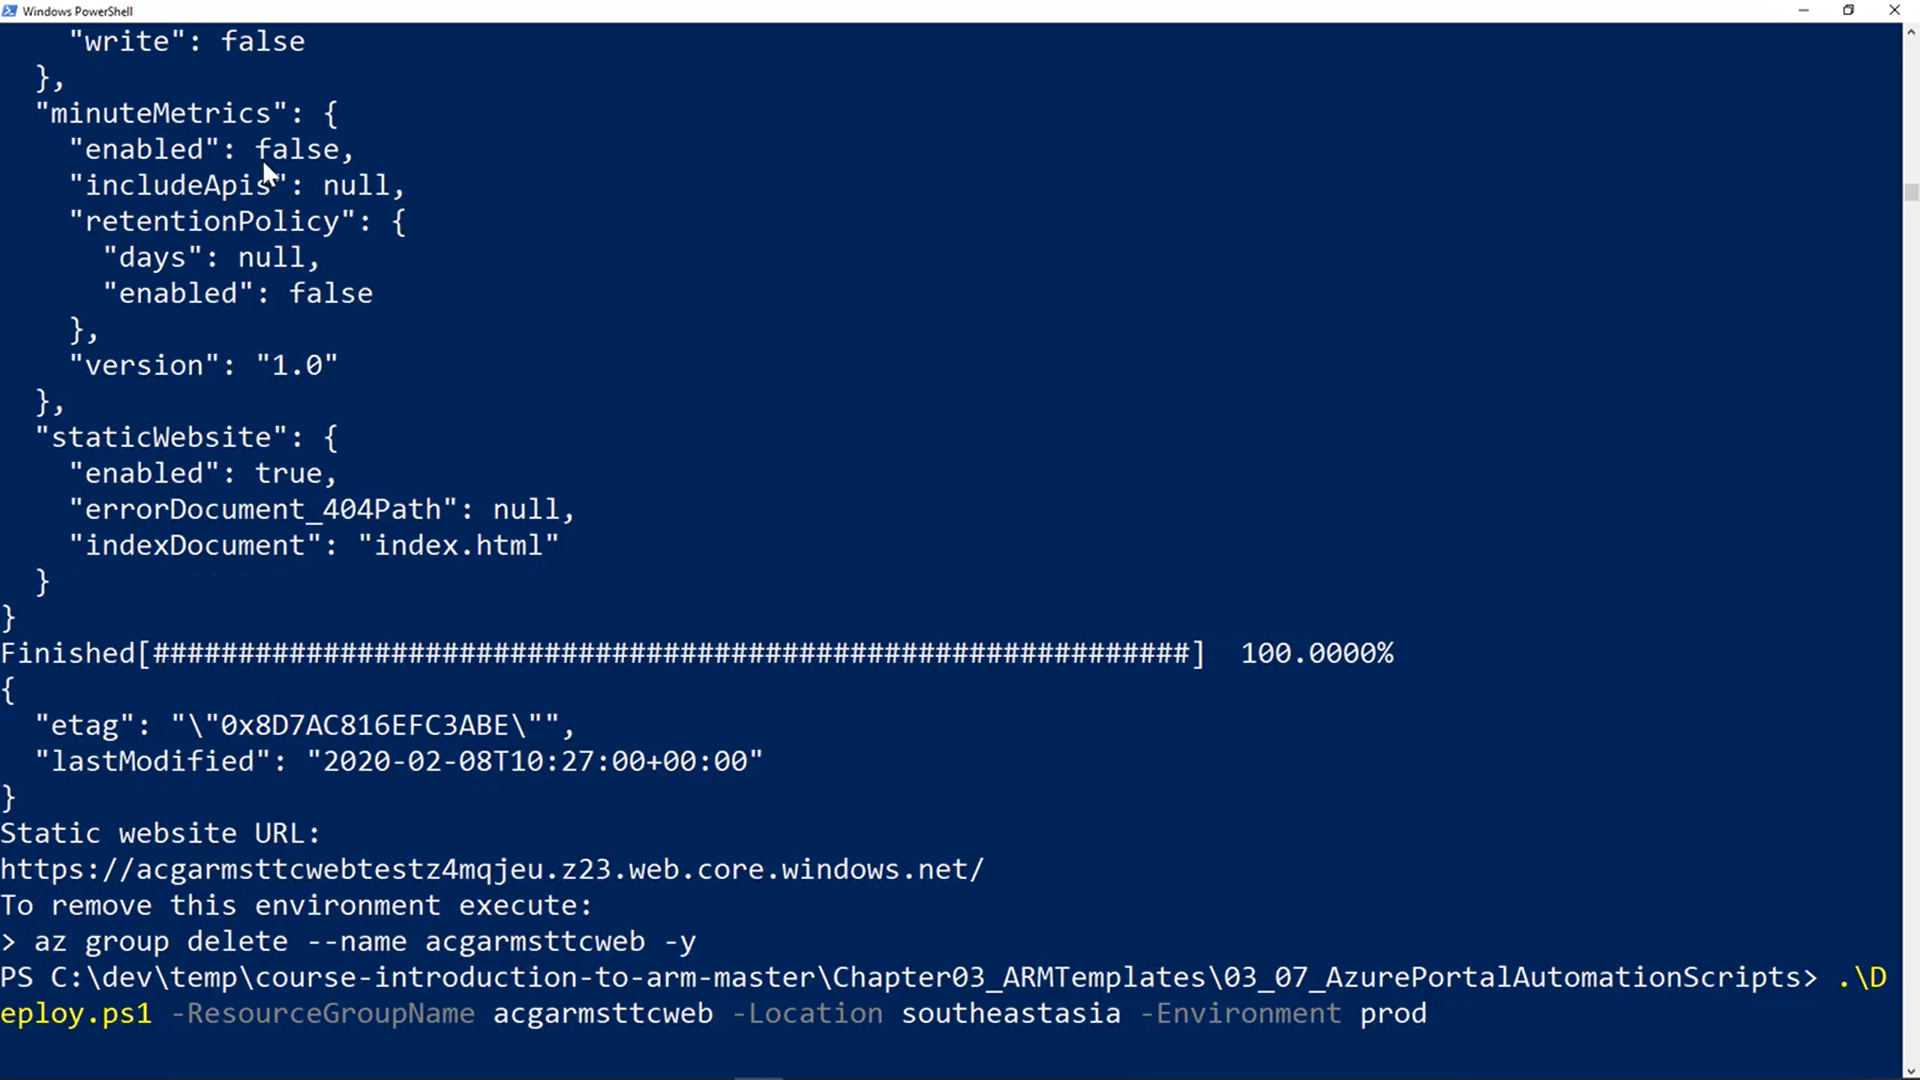 Windows PowerShell
"write": false
},
"minuteMetrics": {
"enabled": false,
"includeApis": null,
"retentionPolicy": {
"days": null,
"enabled": false
},
"version": "1.0"
},
"staticWebsite": {
"enabled": true,
"errorDocument_404Path": null,
"indexDocument": "index.html"
}
}
Finished[#############################################################] 100.0000%
{
"etag": "\"0x8D7AC816EFC3ABE\"",
"lastModified": "2020-02-08T10:27:00+00:00"
}
Static website URL:
https://acgarmsttcwebtestz4mqjeu.z23.web.core.windows.net/
To remove this environment execute:
> az group delete --name acgarmsttcweb -y
PS C:\dev\temp\course-introduction-to-arm-master\Chapter03_ARMTemplates\03_07_AzurePortalAutomationScripts> .\D
eploy.ps1 -ResourceGroupName acgarmsttcweb -Location southeastasia -Environment prod